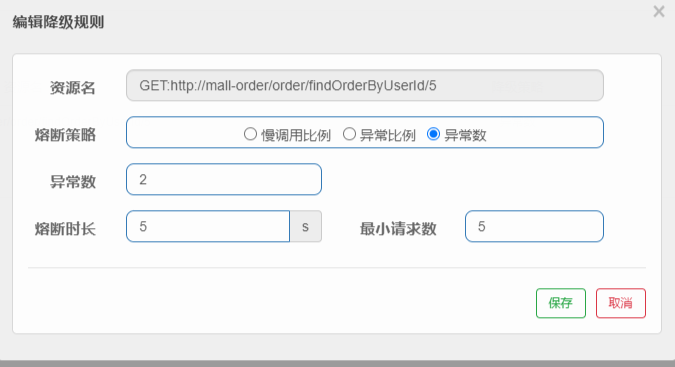 编辑降级规则 ×
资源名 GET:http://mall-order/order/findOrderByUserId/5
熔断策略 慢调用比例 异常比例 异常数
异常数 2
熔断时长 5 s 最小请求数 5
保存 取消